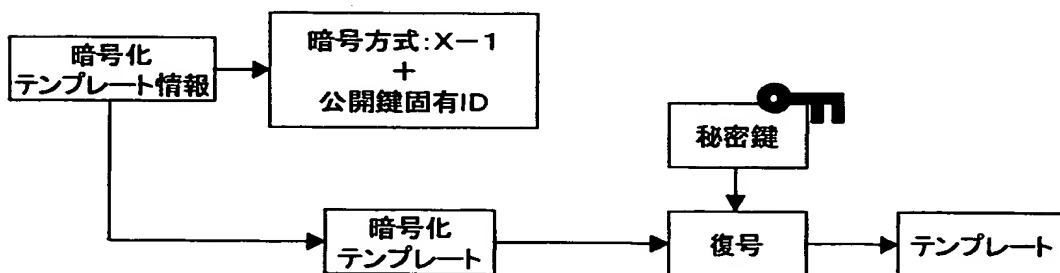 暗号化
テンプレート情報
暗号方式:X-1
+
公開鍵固有ID
秘密鍵
暗号化
テンプレート
復号
テンプレート